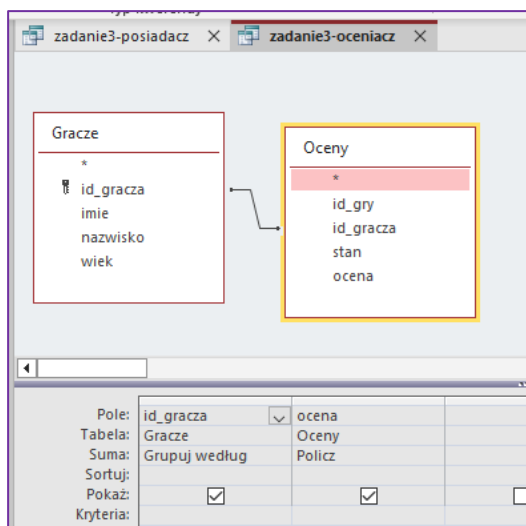 zadanie3-posiadacz
zadanie3-oceniacz
Gracze
*
id_gracza
imie
nazwisko
wiek
Oceny
*
id_gry
id_gracza
stan
ocena
Pole: id_gracza ocena
Tabela: Gracze Oceny
Suma: Grupuj według Policz
Sortuj:
Pokaż:
Kryteria: